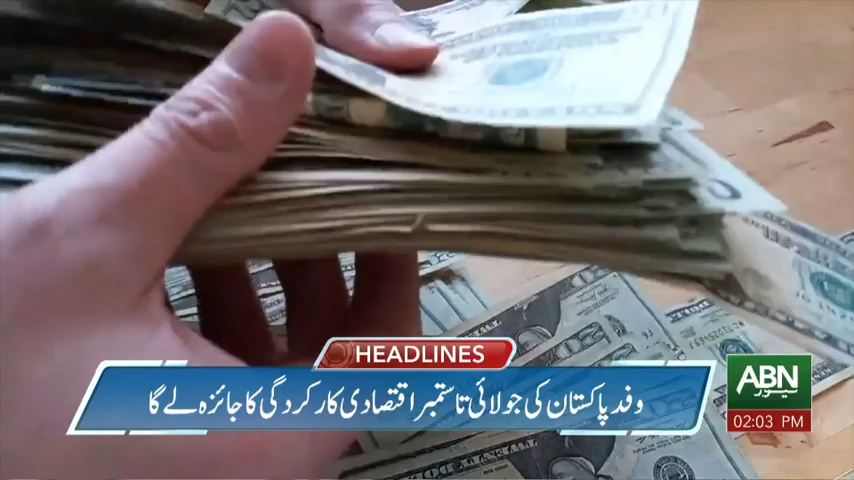 HEADLINES
وفد پاکستان کی جولائی تا ستمبر اقتصادی کارکردگی کا جائزہ لے گا
ABN
نیوز
02:03 PM